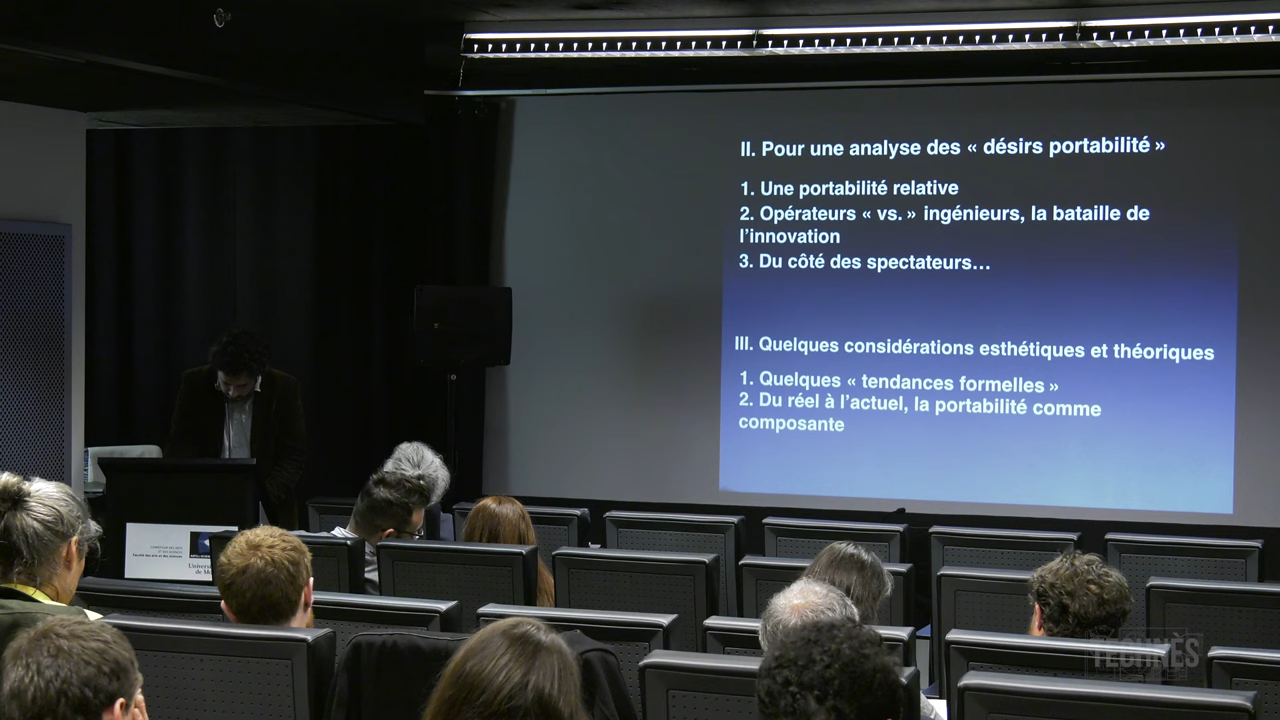 II. Pour une analyse des « désirs portabilité »
1. Une portabilité relative
2. Opérateurs « vs. » ingénieurs, la bataille de
l'innovation
3. Du côté des spectateurs…
III. Quelques considérations esthétiques et théoriques
1. Quelques « tendances formelles »
2. Du réel à l'actuel, la portabilité comme
composante
TECHNÈS